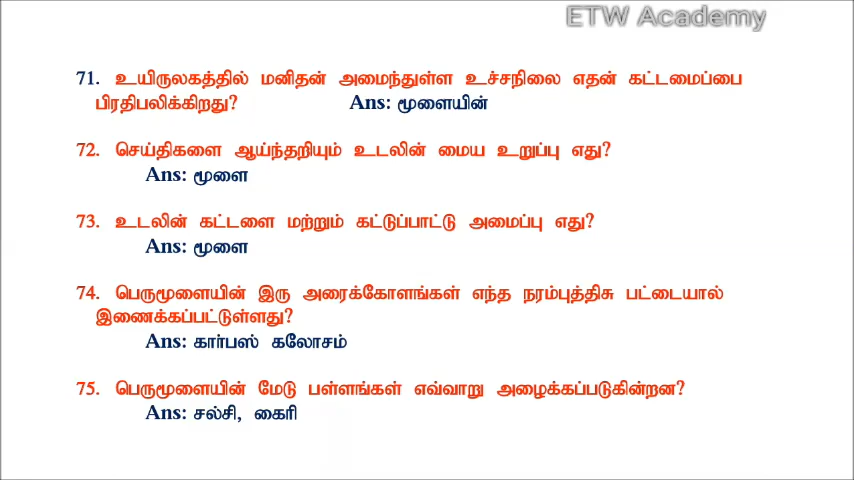 ETW Academy
71. உயிருலகத்தில் மனிதன் அமைந்துள்ள உச்சநிலை எதன் கட்டமைப்பை
பிரதிபலிக்கிறது? Ans: மூளையின்
72. செய்திகளை ஆய்ந்தறியும் உடலின் மைய உறுப்பு எது?
Ans: மூளை
73. உடலின் கட்டளை மற்றும் கட்டுப்பாட்டு அமைப்பு எது?
Ans: மூளை
74. பெருமூளையின் இரு அரைக்கோளங்கள் எந்த நரம்புத்திசு பட்டையால்
இணைக்கப்பட்டுள்ளது?
Ans: கார்பஸ் கலோசம்
75. பெருமூளையின் மேடு பள்ளங்கள் எவ்வாறு அழைக்கப்படுகின்றன?
Ans: சல்சி, கைரி